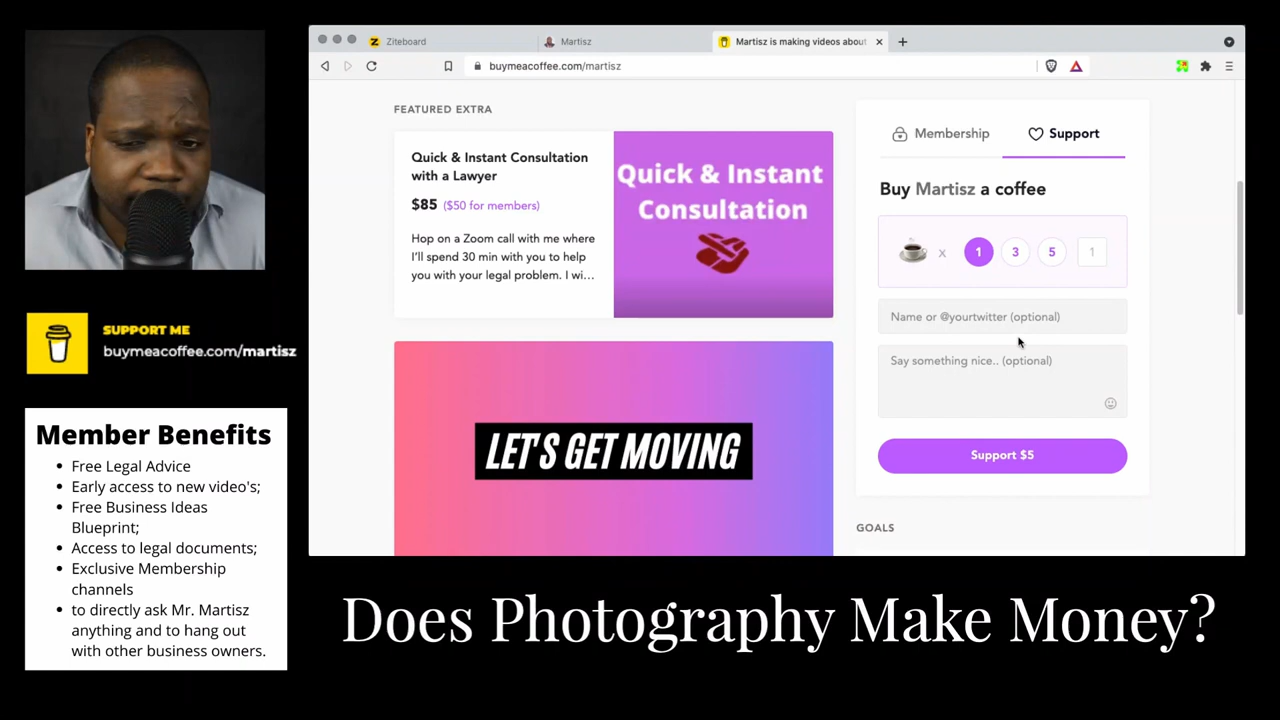 Ziteboard
Martisz
Martisz is making videos about
buymeacoffee.com/martisz
FEATURED EXTRA
Quick & Instant Consultation
with a Lawyer
$85 ($50 for members)
Hop on a Zoom call with me where
I'll spend 30 min with you to help
you with your legal problem. I wi...
Quick & Instant
Consultation
LET'S GET MOVING
Membership
Support
Buy Martisz a coffee
x 1 3 5 1
Name or @yourtwitter (optional)
Say something nice.. (optional)
Support $5
GOALS
SUPPORT ME
buymeacoffee.com/martisz
Member Benefits
• Free Legal Advice
• Early access to new video's;
• Free Business Ideas
Blueprint;
• Access to legal documents;
• Exclusive Membership
channels
• to directly ask Mr. Martisz
anything and to hang out
with other business owners.
Does Photography Make Money?